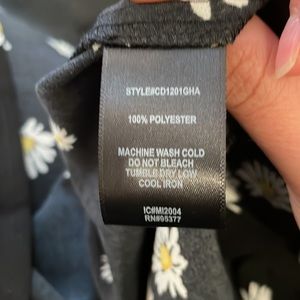 STYLE#CD1201GHA
100% POLYESTER
MACHINE WASH COLD
DO NOT BLEACH
TUMBLE DRY LOW
COOL IRON
IC#MI2004
RN#95377